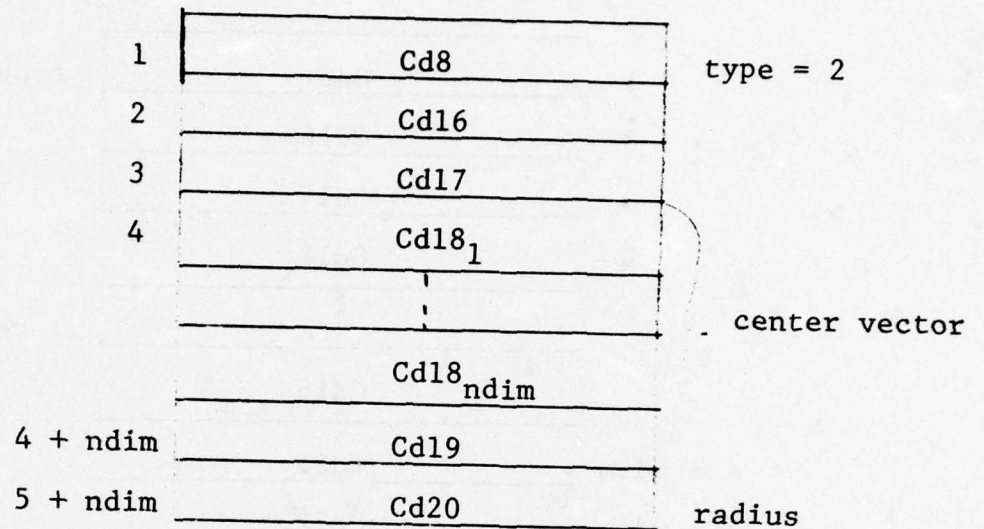 1 Cd8 type = 2
2 Cd16
3 Cd17
4 Cd18₁
center vector
Cd18ndim
4 + ndim Cd19
5 + ndim Cd20 radius